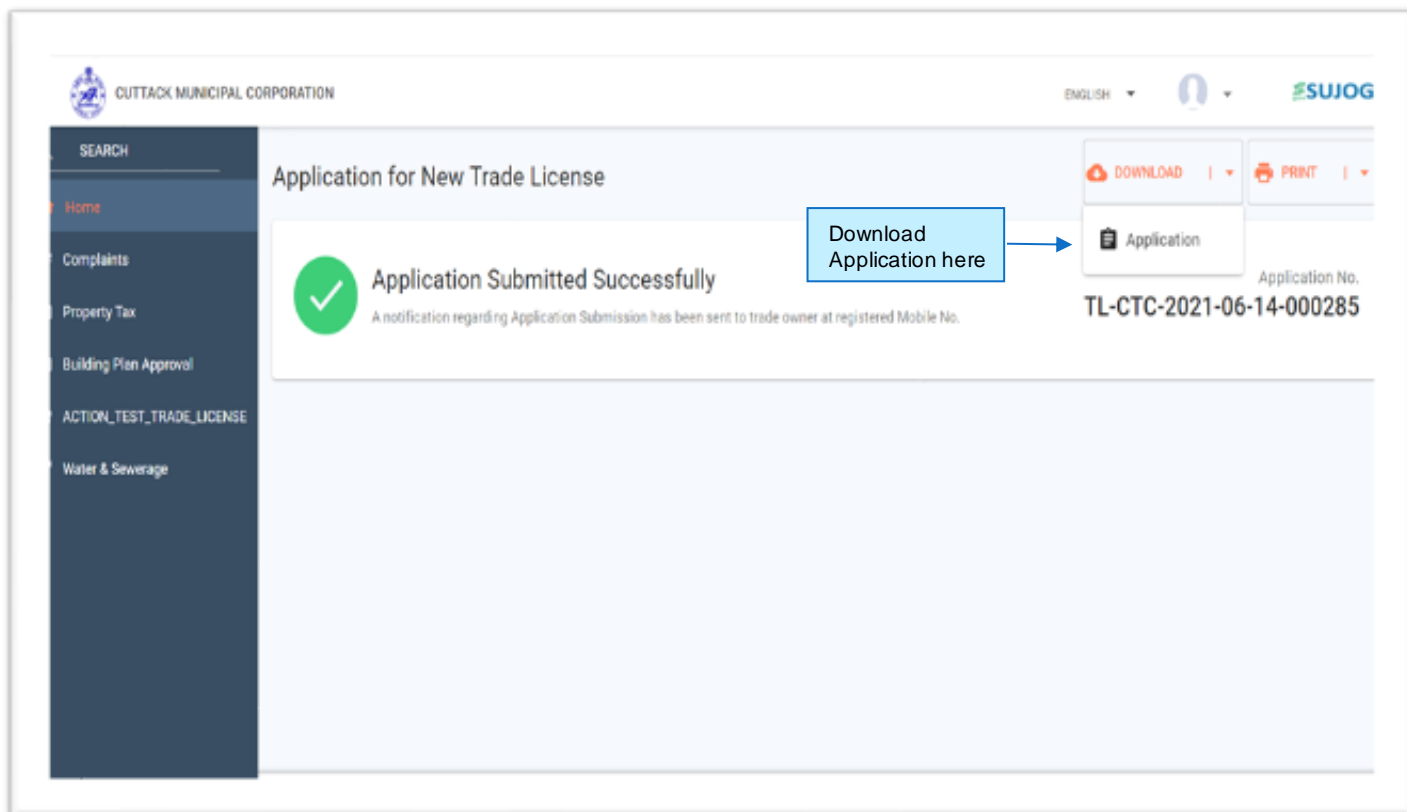 CUTTACK MUNICIPAL CORPORATION
ENGLISH
SUJOG
SEARCH
Home
Complaints
Property Tax
Building Plan Approval
ACTION_TEST_TRADE_LICENSE
Water & Sewerage
Application for New Trade License
DOWNLOAD
PRINT
Application
Download
Application here
Application Submitted Successfully
A notification regarding Application Submission has been sent to trade owner at registered Mobile No.
Application No.
TL-CTC-2021-06-14-000285